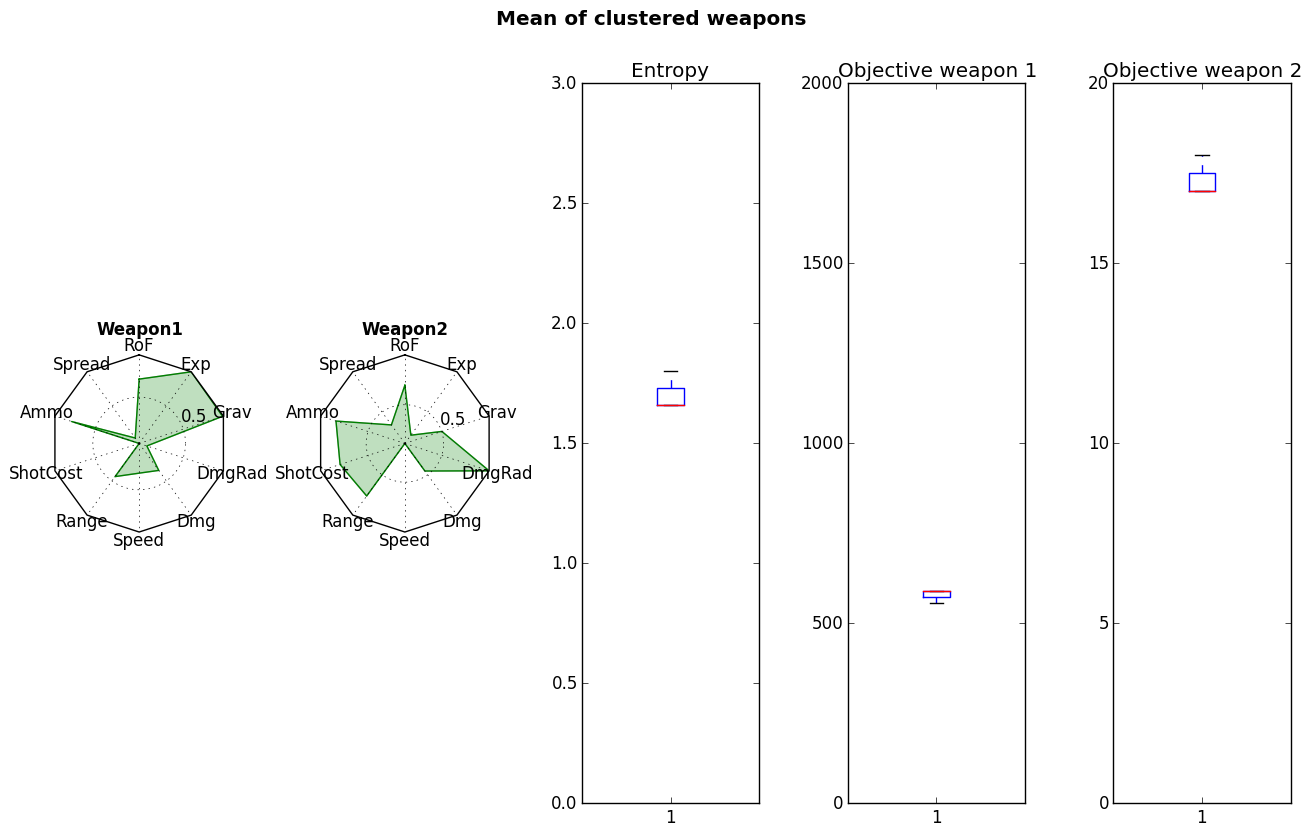 Mean of clustered weapons
Weapon1
RoF
Exp
Spread
Grav
Ammo
0.5
DmgRad
ShotCost
Dmg
Range
Speed
Weapon2
RoF
Exp
Spread
Grav
Ammo
0.5
DmgRad
ShotCost
Dmg
Range
Speed
Entropy
3.0
2.5
2.0
1.5
1.0
0.5
0.0
1
Objective weapon 1
2000
1500
1000
500
0
1
Objective weapon 2
20
15
10
5
0
1